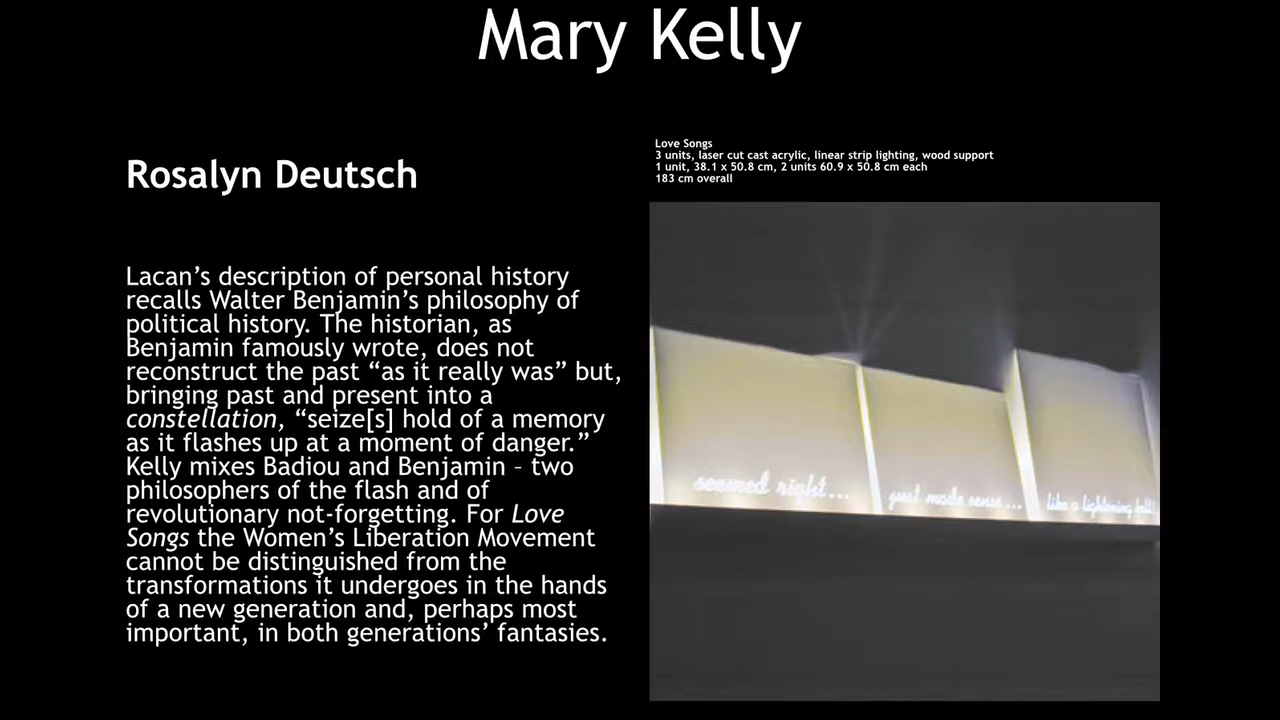 Mary Kelly
Rosalyn Deutsch
Lacan’s description of personal history
recalls Walter Benjamin’s philosophy of
political history. The historian, as
Benjamin famously wrote, does not
reconstruct the past “as it really was” but,
bringing past and present into a
constellation, “seize[s] hold of a memory
as it flashes up at a moment of danger.”
Kelly mixes Badiou and Benjamin – two
philosophers of the flash and of
revolutionary not-forgetting. For Love
Songs the Women’s Liberation Movement
cannot be distinguished from the
transformations it undergoes in the hands
of a new generation and, perhaps most
important, in both generations’ fantasies.
Love Songs
3 units, laser cut cast acrylic, linear strip lighting, wood support
1 unit, 38.1 x 50.8 cm, 2 units 60.9 x 50.8 cm each
183 cm overall
seemed right...
just made sense...
like a lightening bolt!